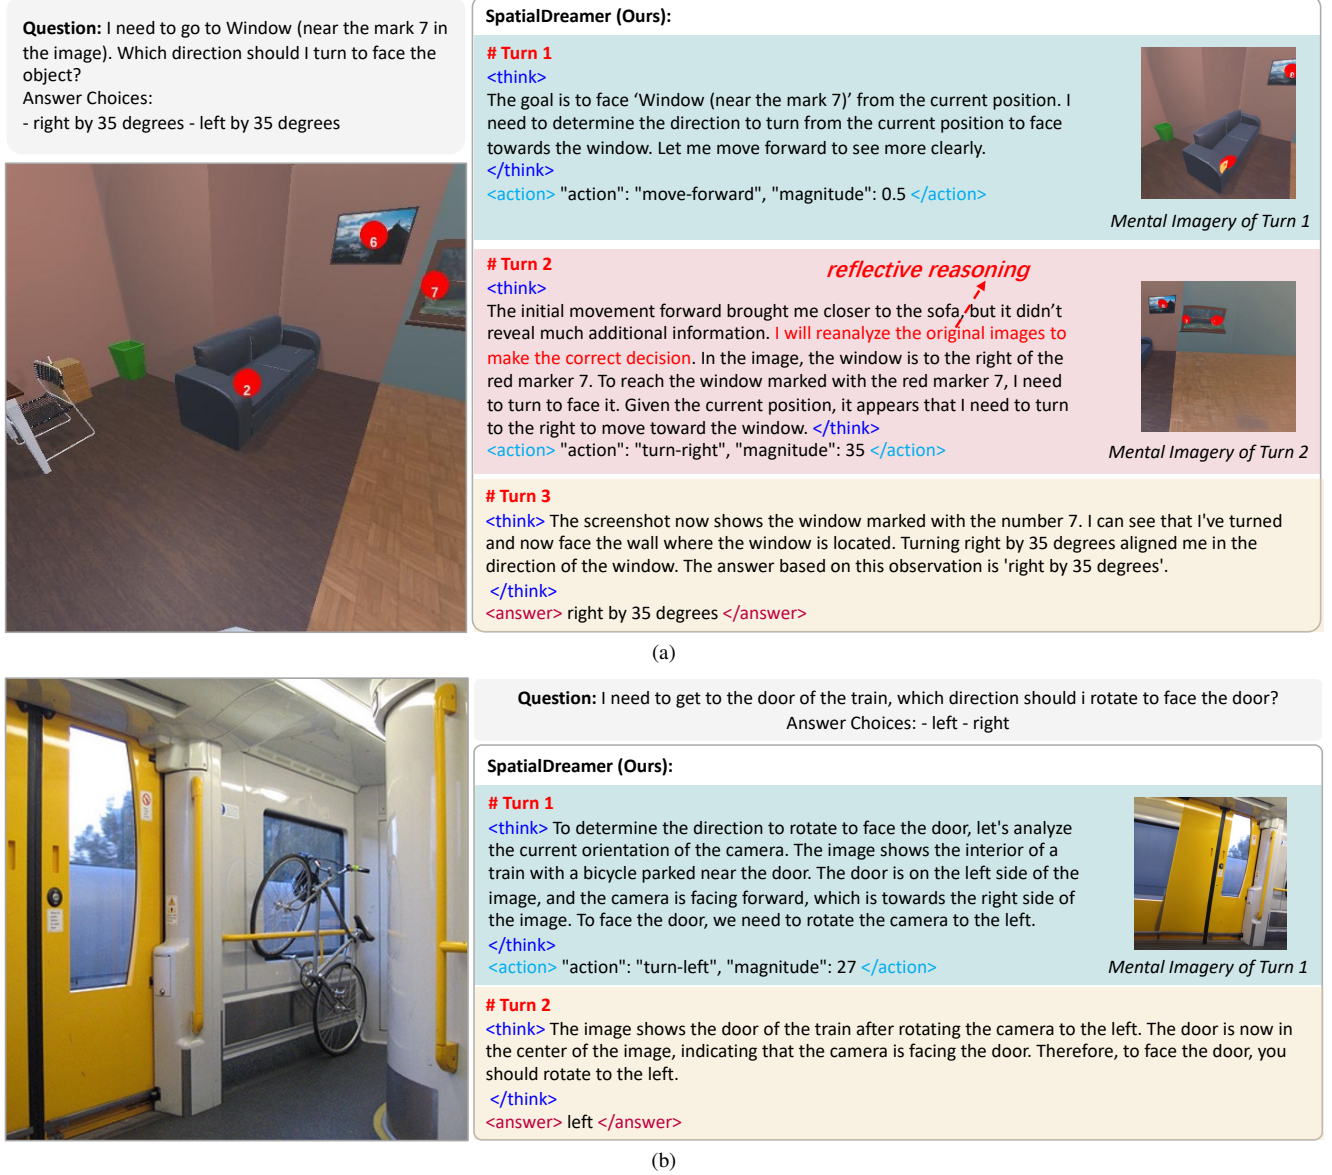 Question: I need to go to Window (near the mark 7 in
the image). Which direction should I turn to face the
object?
Answer Choices:
- right by 35 degrees - left by 35 degrees
6
7
2
SpatialDreamer (Ours):
# Turn 1
<think>
The goal is to face ‘Window (near the mark 7)’ from the current position. I
need to determine the direction to turn from the current position to face
towards the window. Let me move forward to see more clearly.
</think>
<action> "action": "move-forward", "magnitude": 0.5 </action>
Mental Imagery of Turn 1
# Turn 2
reflective reasoning
<think>
The initial movement forward brought me closer to the sofa, but it didn’t
reveal much additional information. I will reanalyze the original images to
make the correct decision. In the image, the window is to the right of the
red marker 7. To reach the window marked with the red marker 7, I need
to turn to face it. Given the current position, it appears that I need to turn
to the right to move toward the window. </think>
<action> "action": "turn-right", "magnitude": 35 </action>
Mental Imagery of Turn 2
# Turn 3
<think> The screenshot now shows the window marked with the number 7. I can see that I've turned
and now face the wall where the window is located. Turning right by 35 degrees aligned me in the
direction of the window. The answer based on this observation is 'right by 35 degrees'.
</think>
<answer> right by 35 degrees </answer>
(a)
Question: I need to get to the door of the train, which direction should i rotate to face the door?
Answer Choices: - left - right
SpatialDreamer (Ours):
# Turn 1
<think> To determine the direction to rotate to face the door, let's analyze
the current orientation of the camera. The image shows the interior of a
train with a bicycle parked near the door. The door is on the left side of the
image, and the camera is facing forward, which is towards the right side of
the image. To face the door, we need to rotate the camera to the left.
</think>
<action> "action": "turn-left", "magnitude": 27 </action>
Mental Imagery of Turn 1
# Turn 2
<think> The image shows the door of the train after rotating the camera to the left. The door is now in
the center of the image, indicating that the camera is facing the door. Therefore, to face the door, you
should rotate to the left.
</think>
<answer> left </answer>
(b)